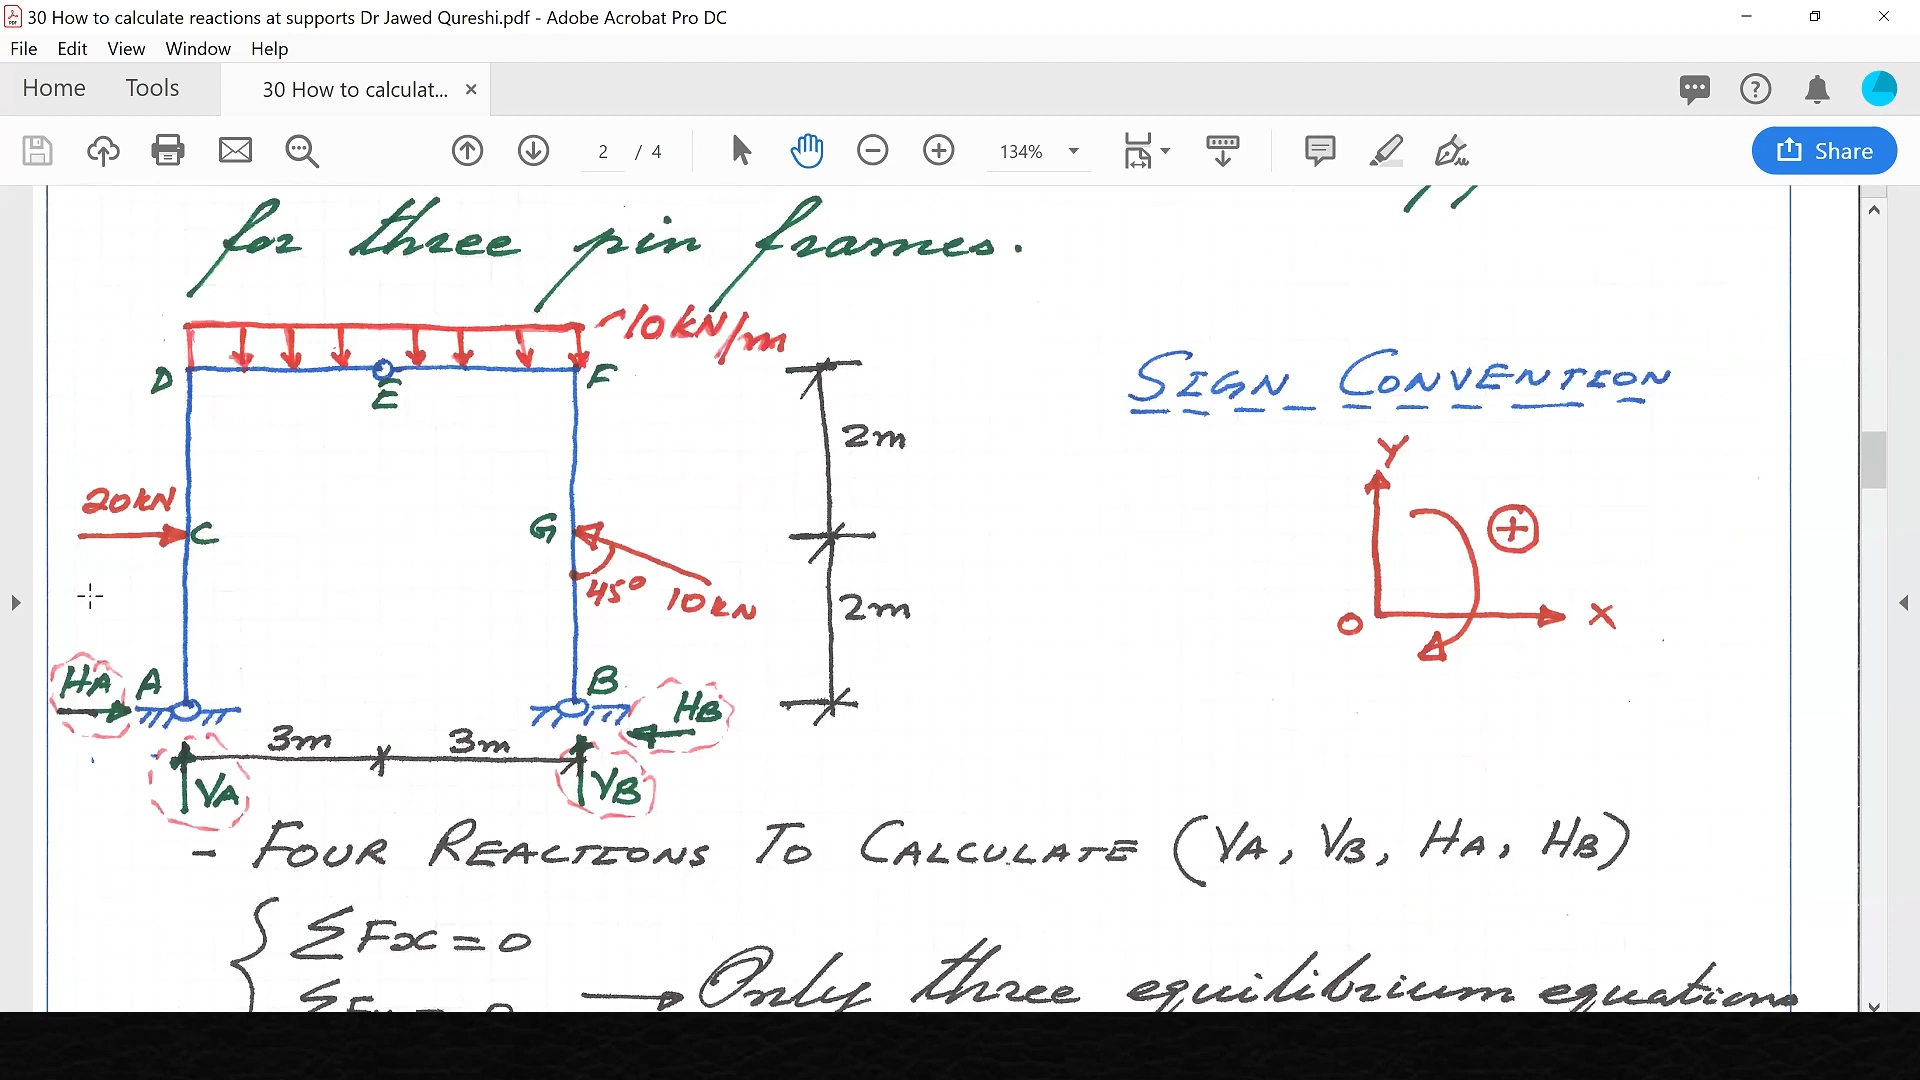 30 How to calculate reactions at supports Dr Jawed Qureshi.pdf - Adobe Acrobat Pro DC
File Edit View Window Help
Home Tools 30 How to calculat...
2 / 4 134% Share
for three pin frames.
10kN/m
D E F
SIGN CONVENTION
Y
2m
20kN
C G
45° 10kN
2m
O X
HA A B HB
3m 3m
VA VB
- FOUR REACTIONS TO CALCULATE (VA, VB, HA, HB)
ΣFx = 0
Only three equilibrium equations